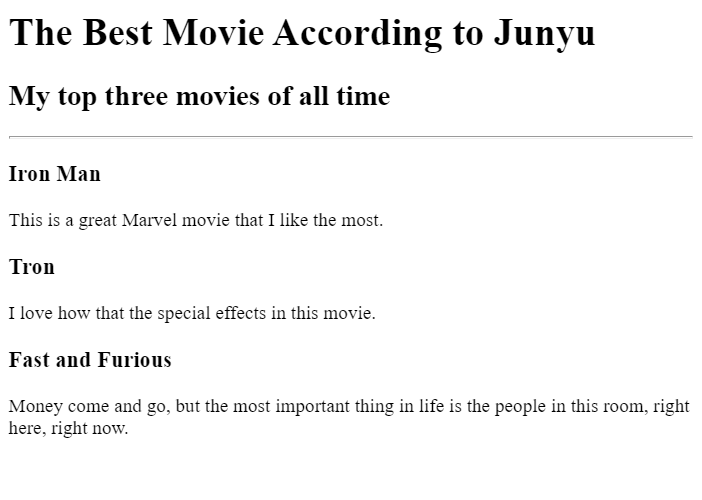 The Best Movie According to Junyu
My top three movies of all time
Iron Man
This is a great Marvel movie that I like the most.
Tron
I love how that the special effects in this movie.
Fast and Furious
Money come and go, but the most important thing in life is the people in this room, right
here, right now.